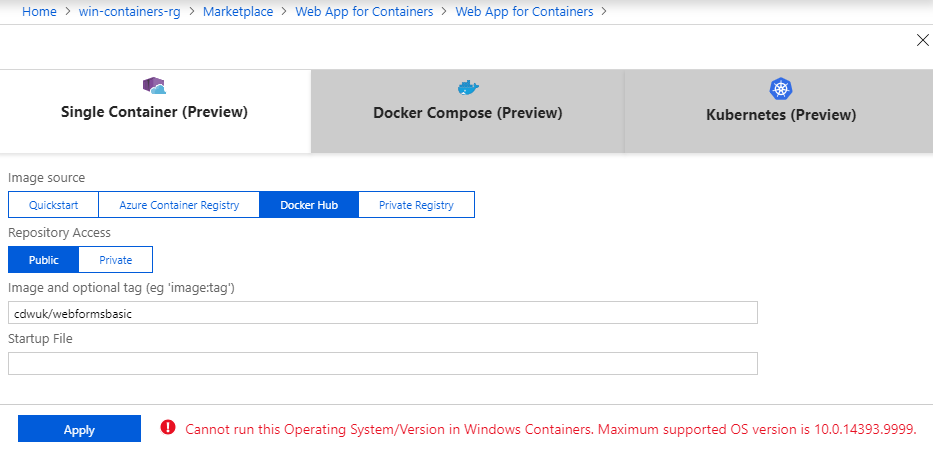 Home > win-containers-rg > Marketplace > Web App for Containers > Web App for Containers >
Single Container (Preview)
Docker Compose (Preview)
Kubernetes (Preview)
Image source
Quickstart
Azure Container Registry
Docker Hub
Private Registry
Repository Access
Public
Private
Image and optional tag (eg 'image:tag')
cdwuk/webformsbasic
Startup File
Apply
Cannot run this Operating System/Version in Windows Containers. Maximum supported OS version is 10.0.14393.9999.